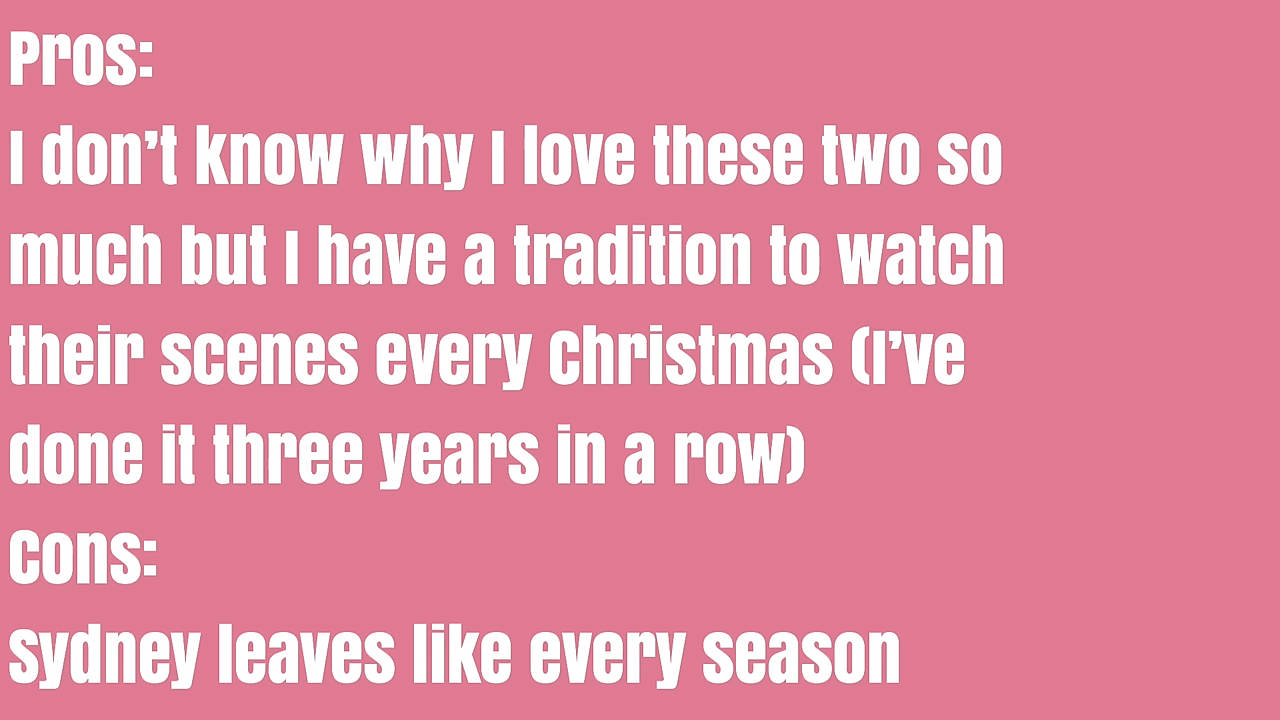 Pros:
I don't know why I love these two so
much but I have a tradition to watch
their scenes every Christmas (I've
done it three years in a row)
Cons:
Sydney leaves like every season